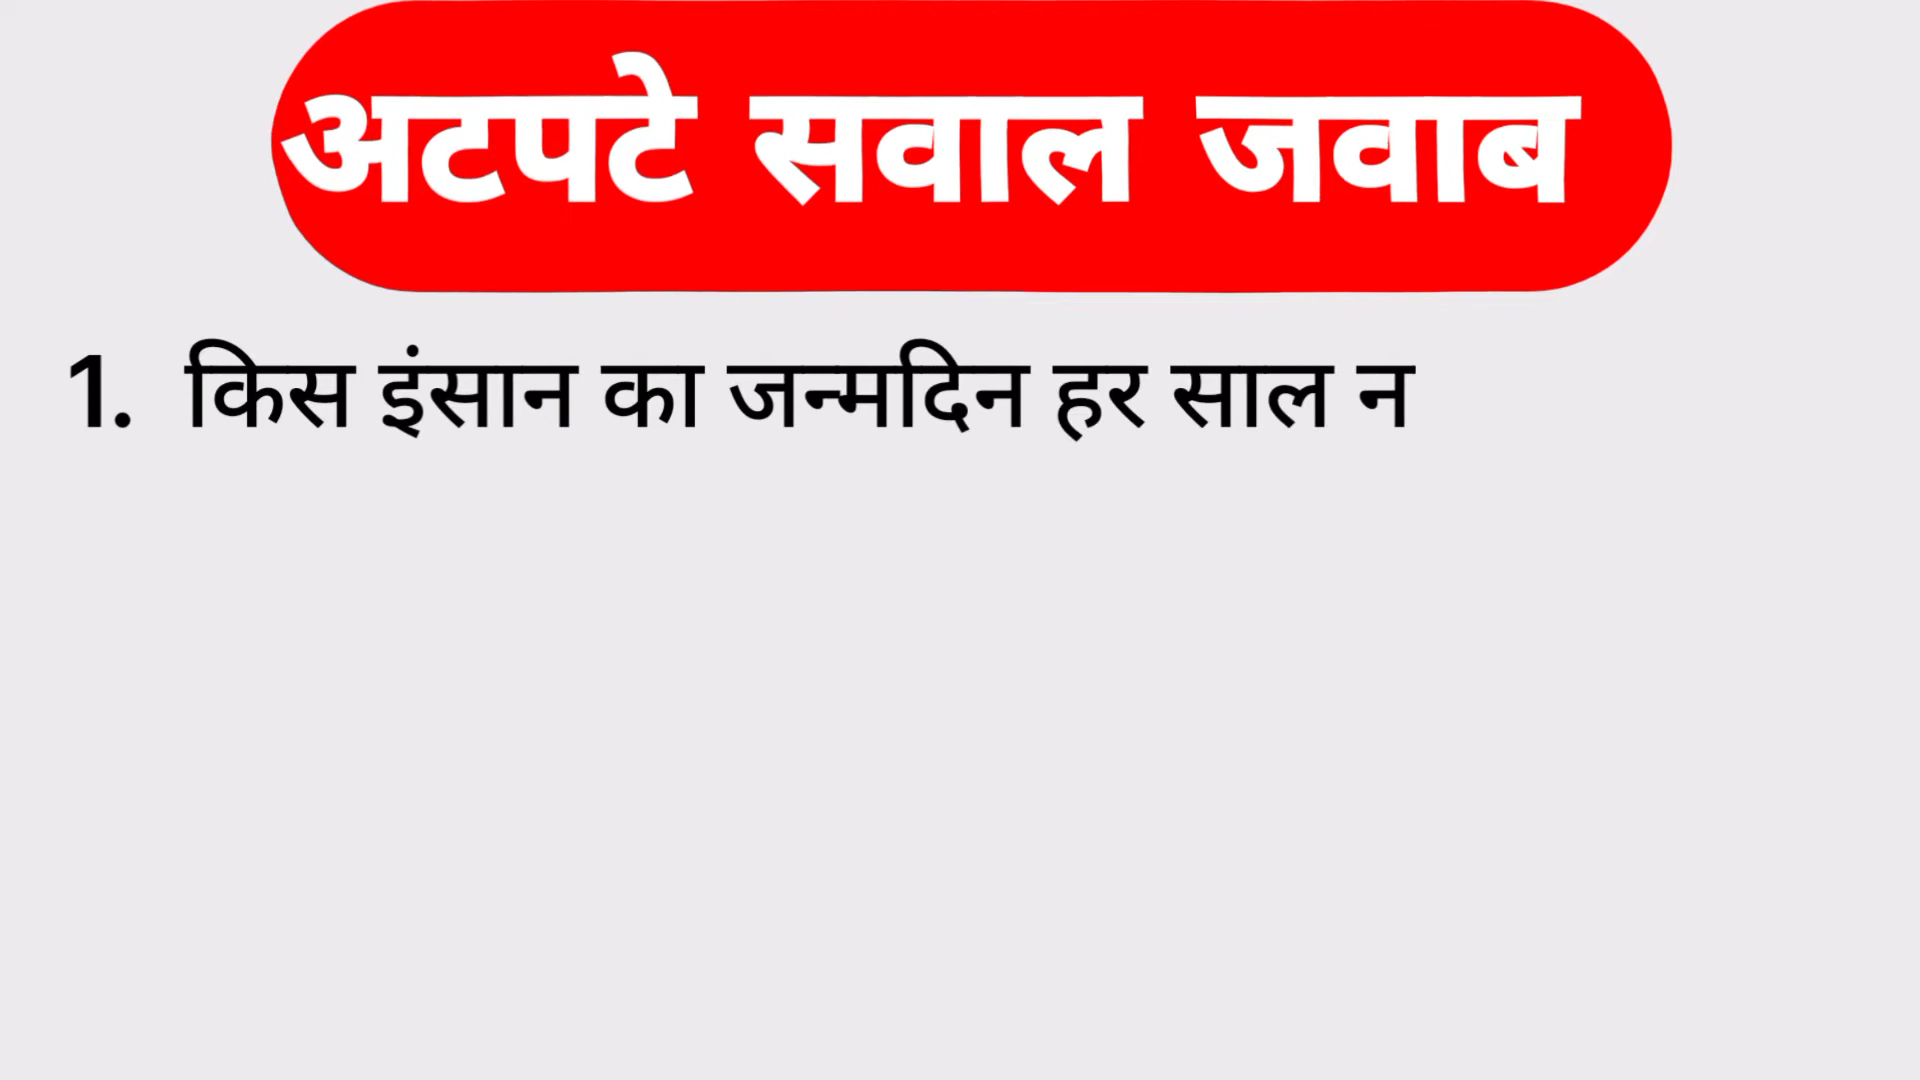 अटपटे सवाल जवाब
1. किस इंसान का जन्मदिन हर साल न